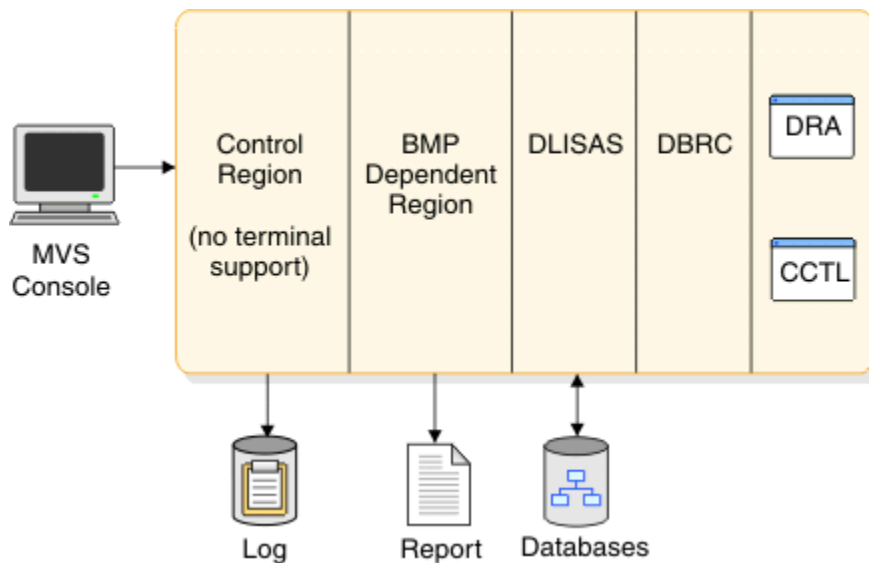 MVS
Console
Control
Region
(no terminal
support)
BMP
Dependent
Region
DLISAS
DBRC
DRA
CCTL
Log
Report
Databases